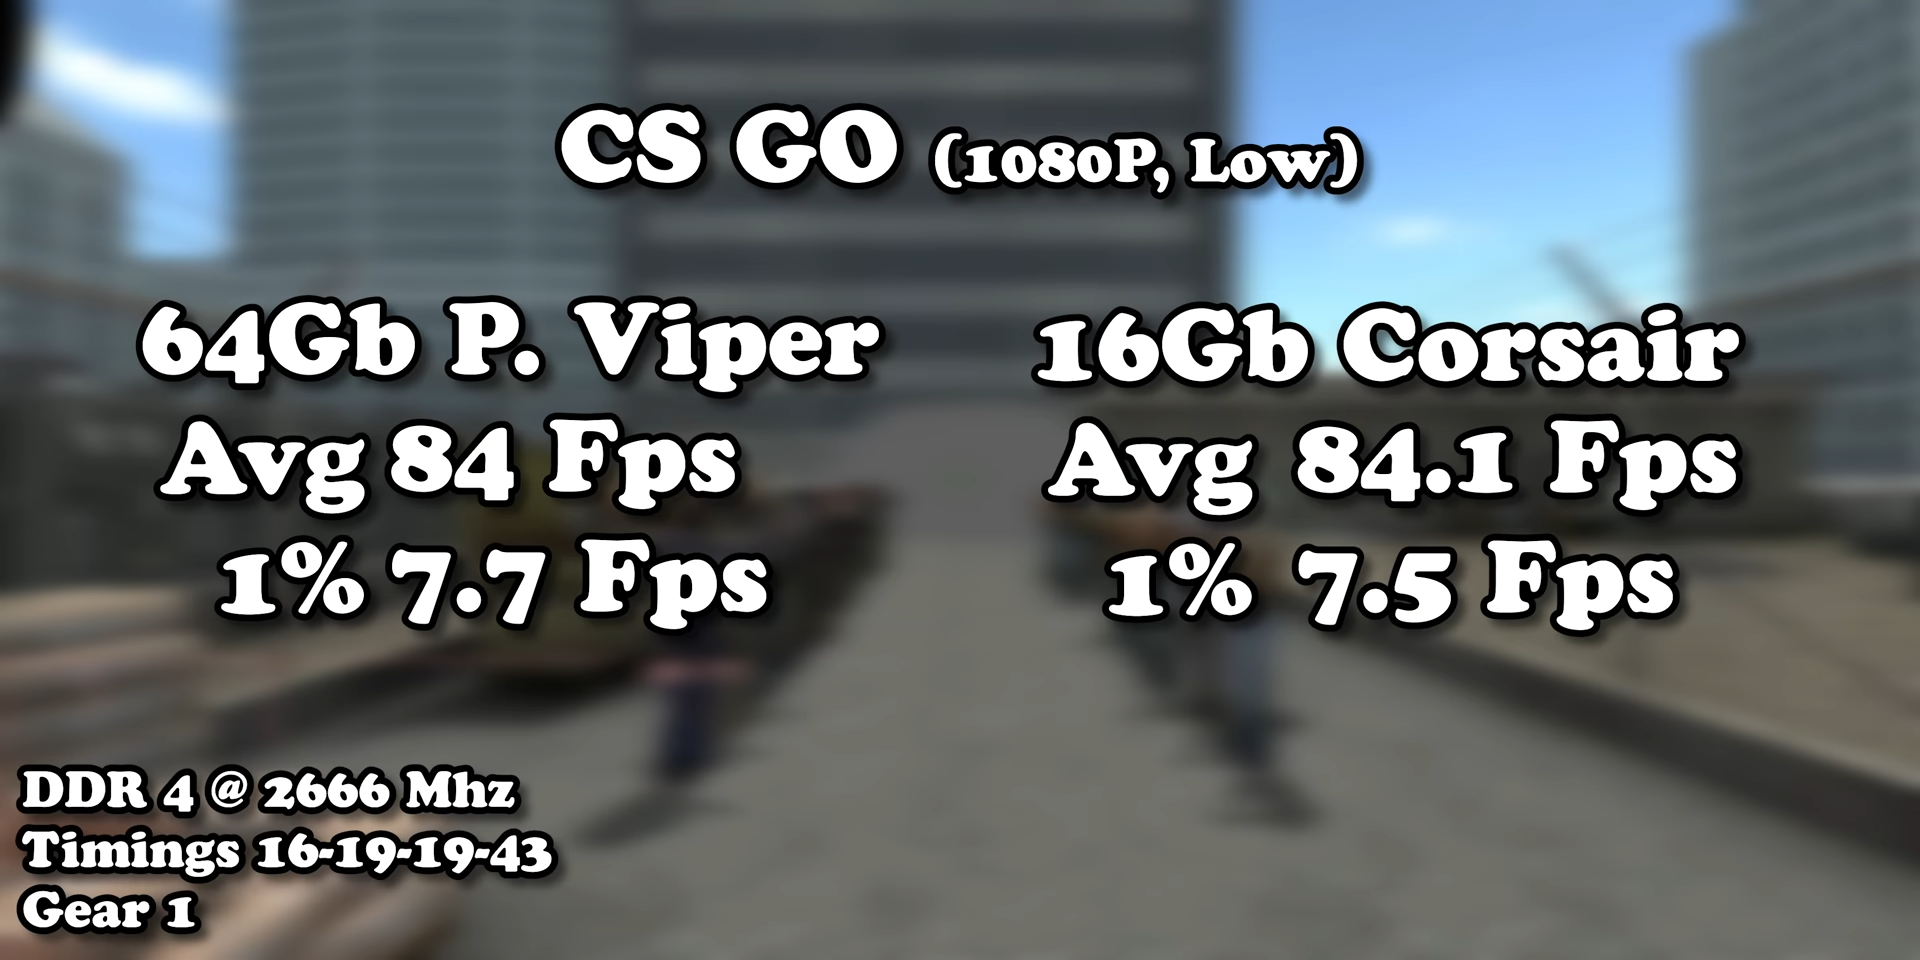 CS GO (1080P, Low)
64Gb P. Viper
Avg 84 Fps
1% 7.7 Fps
16Gb Corsair
Avg 84.1 Fps
1% 7.5 Fps
DDR 4 @ 2666 Mhz
Timings 16-19-19-43
Gear 1